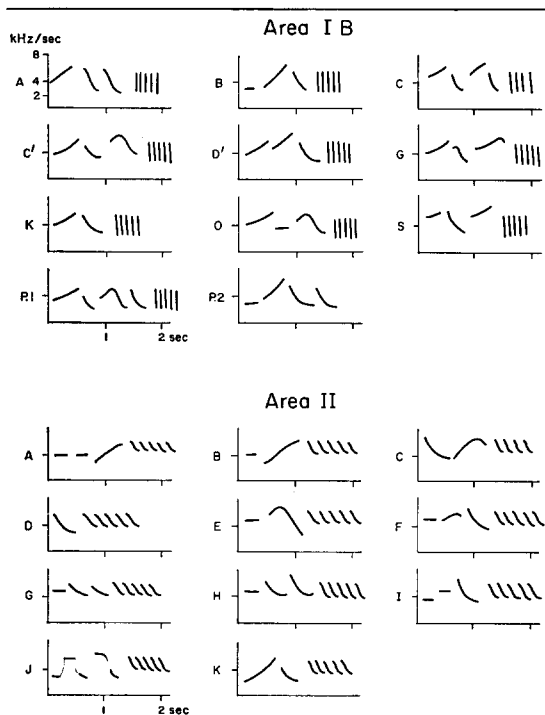 Area I B
kHz/sec
8
A 4
2
B
C
C'
D'
G
K
O
S
P.1
P.2
1 2 sec
Area II
A
B
C
D
E
F
G
H
I
J
K
1 2 sec